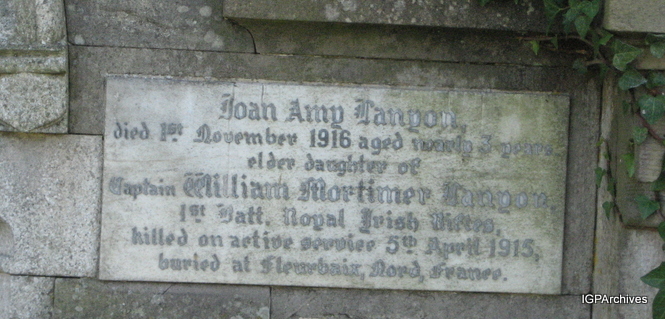 Joan Amy Lanyon,
died 1st November 1916 aged nearly 3 years.
elder daughter of
Captain William Mortimer Lanyon,
1st Batt. Royal Irish Rifles,
killed on active service 5th April 1915,
buried at Fleurbaix, Nord, France.
IGPArchives